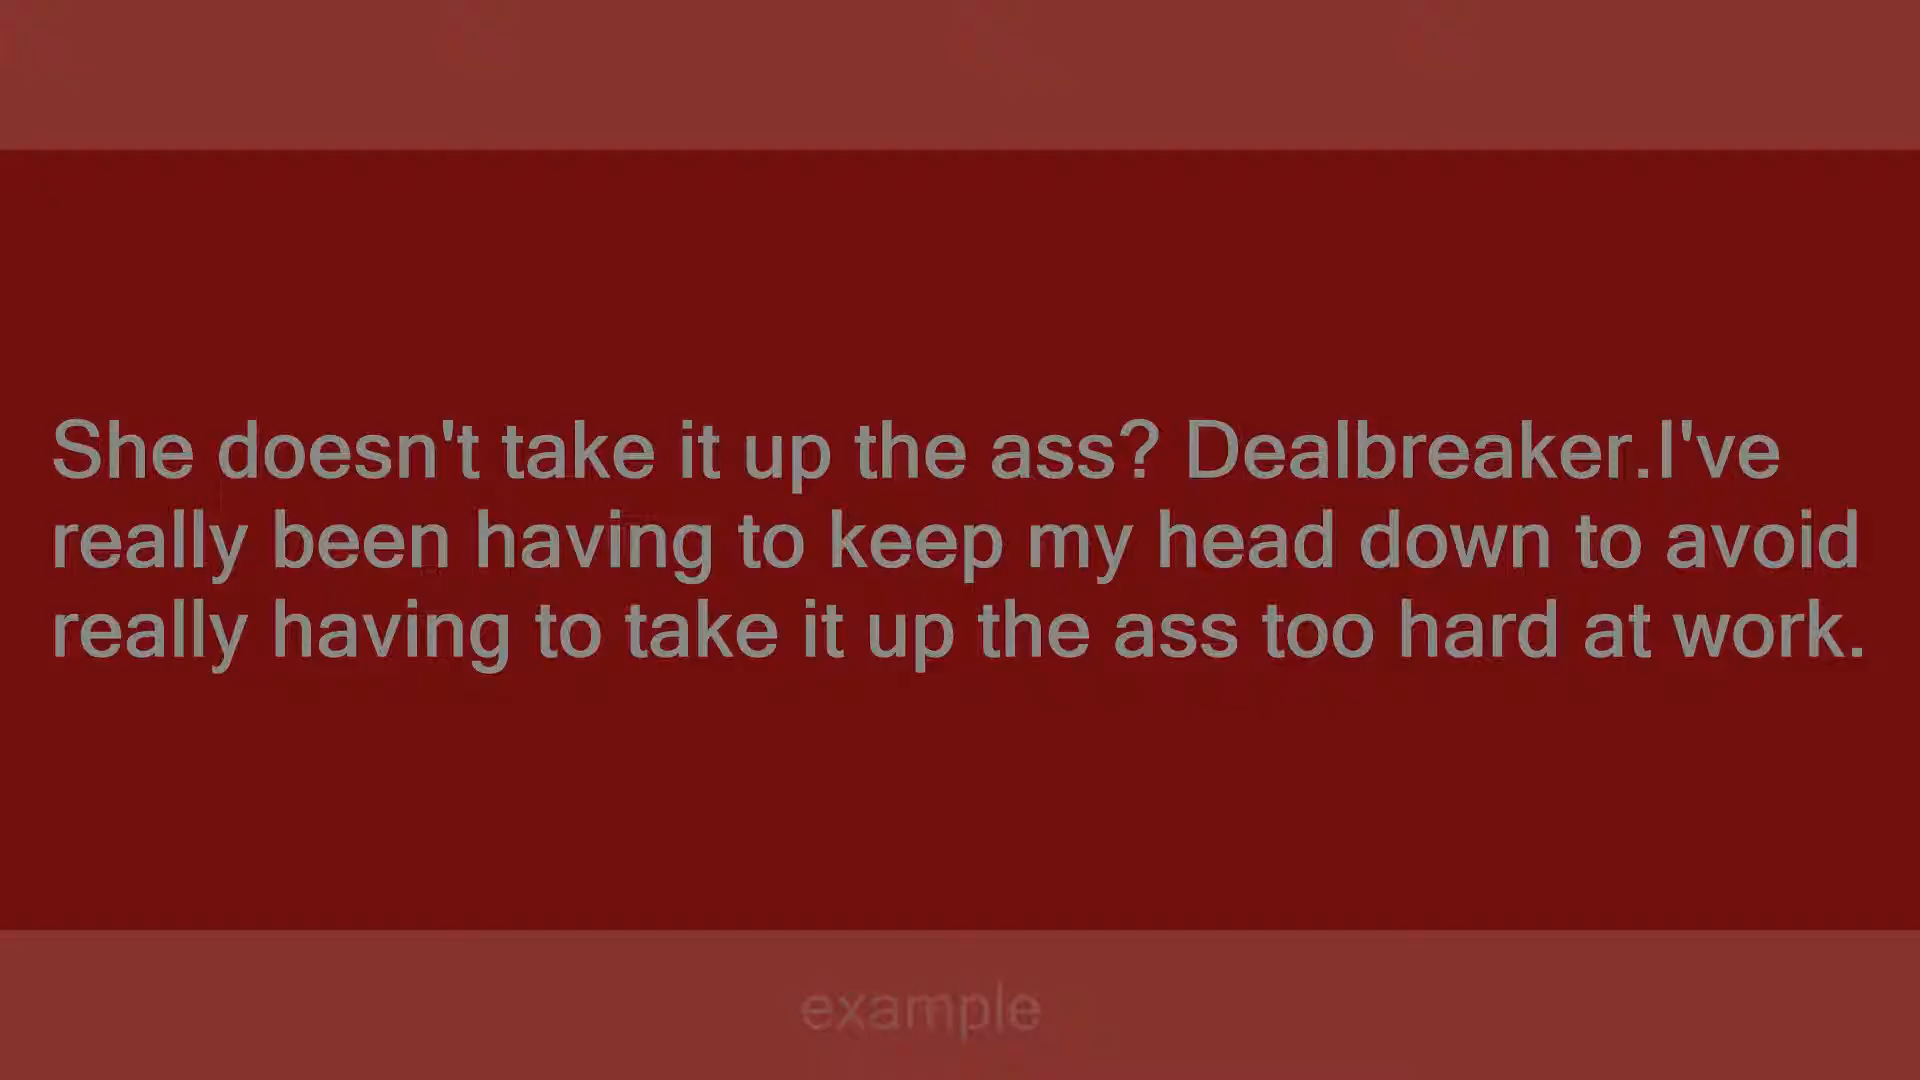 She doesn't take it up the ass? Dealbreaker.I've
really been having to keep my head down to avoid
really having to take it up the ass too hard at work.
example